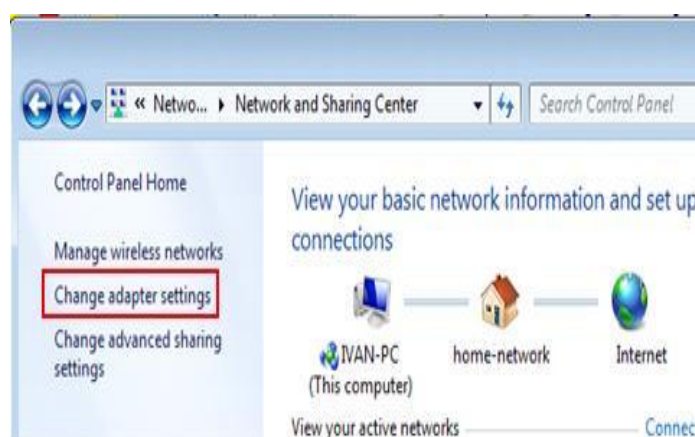 « Netwo... ▸ Network and Sharing Center
Search Control Panel
Control Panel Home
Manage wireless networks
Change adapter settings
Change advanced sharing
settings
View your basic network information and set up
connections
IVAN-PC
(This computer)
home-network
Internet
View your active networks
Connec